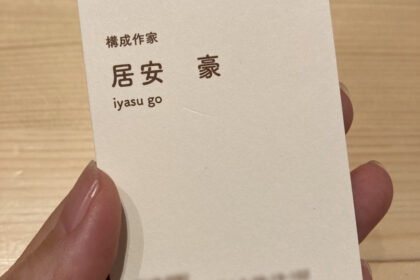 構成作家
居安 豪
iyasu go